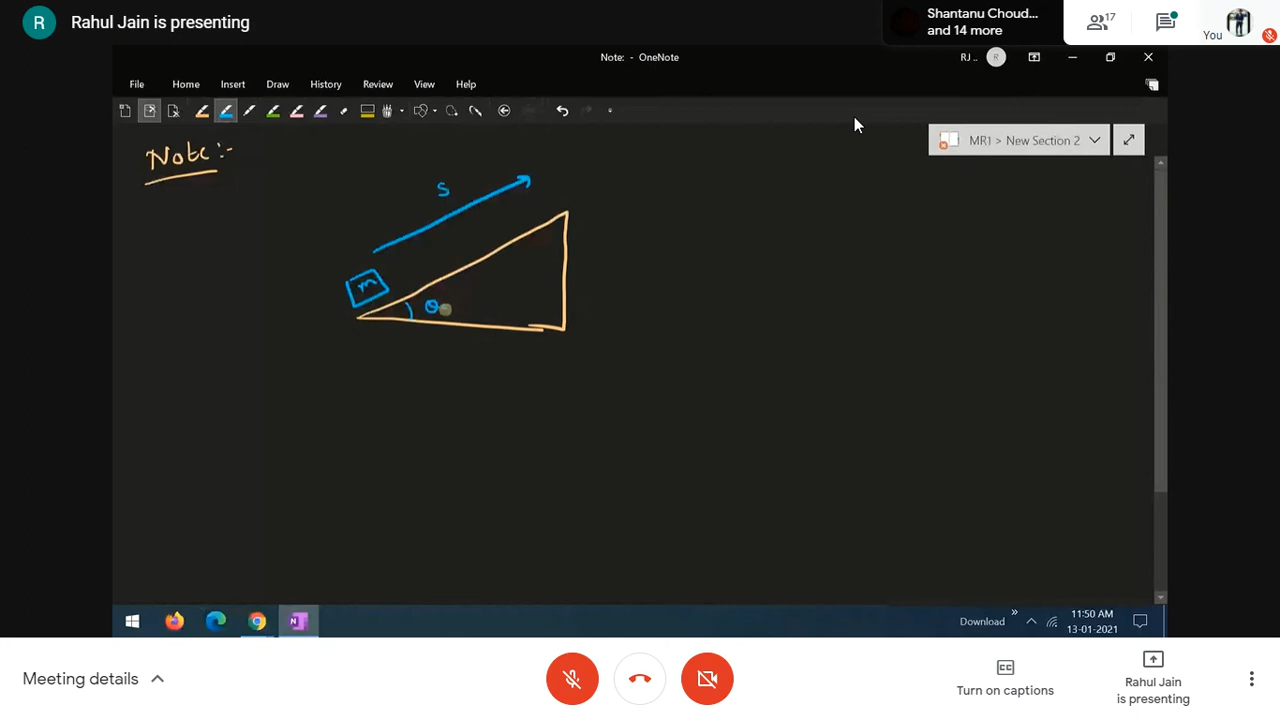 R Rahul Jain is presenting
Shantanu Choud...
and 14 more
17
You
Note: - OneNote
RJ ..
R
File Home Insert Draw History Review View Help
MR1 > New Section 2
Note :-
S
m
θ
Download
11:50 AM
13-01-2021
Meeting details
CC
Turn on captions
Rahul Jain
is presenting